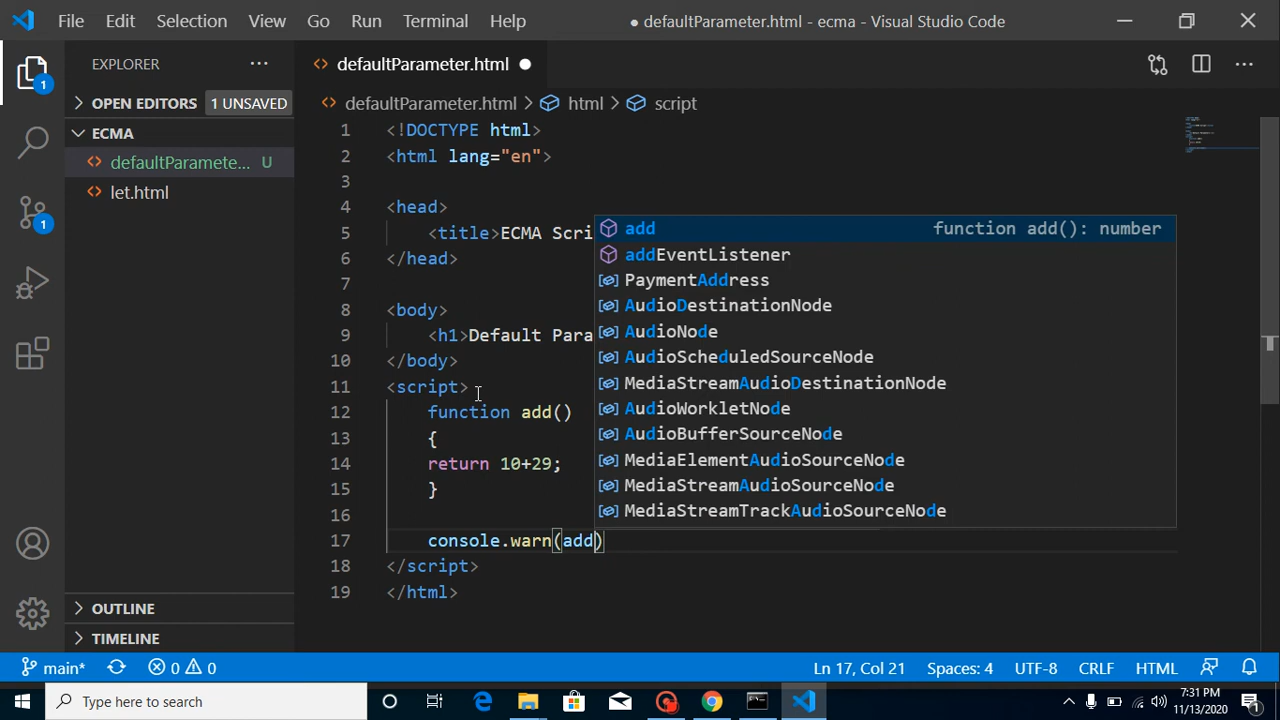 File Edit Selection View Go Run Terminal Help
● defaultParameter.html - ecma - Visual Studio Code
EXPLORER
defaultParameter.html
1
OPEN EDITORS 1 UNSAVED
defaultParameter.html > html > script
ECMA
defaultParamete... U
let.html
1
1 <!DOCTYPE html>
2 <html lang="en">
3
4 <head>
5 <title>ECMA Scri
6 </head>
7
8 <body>
9 <h1>Default Para
10 </body>
11 <script>
12 function add()
13 {
14 return 10+29;
15 }
16
17 console.warn(add)
18 </script>
19 </html>
add function add(): number
addEventListener
PaymentAddress
AudioDestinationNode
AudioNode
AudioScheduledSourceNode
MediaStreamAudioDestinationNode
AudioWorkletNode
AudioBufferSourceNode
MediaElementAudioSourceNode
MediaStreamAudioSourceNode
MediaStreamTrackAudioSourceNode
OUTLINE
TIMELINE
main* 0 0 Ln 17, Col 21 Spaces: 4 UTF-8 CRLF HTML
Type here to search
7:31 PM
11/13/2020
1